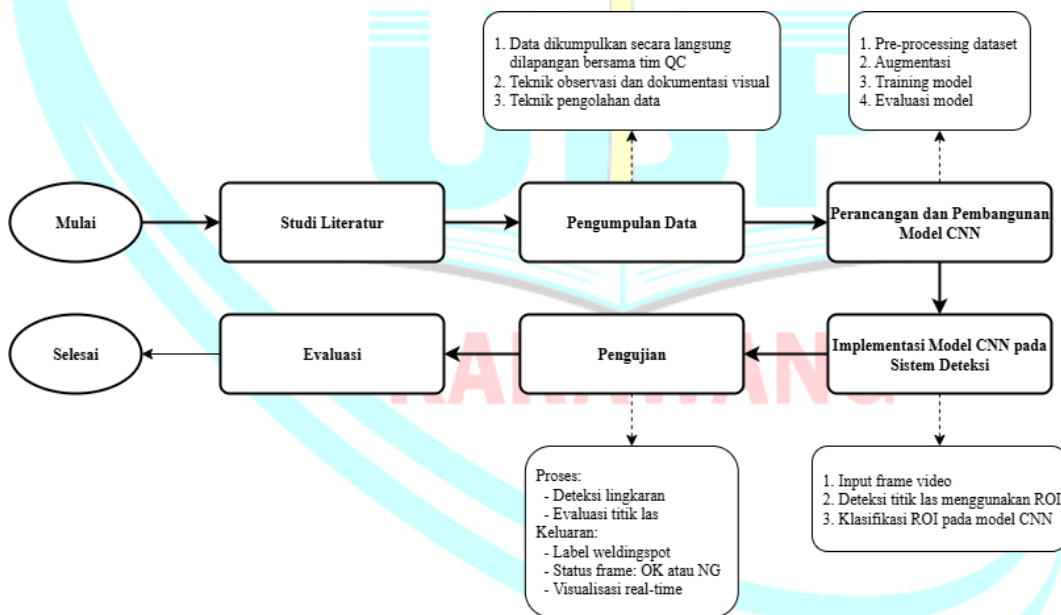 1. Data dikumpulkan secara langsung
dilapangan bersama tim QC
2. Teknik observasi dan dokumentasi visual
3. Teknik pengolahan data
1. Pre-processing dataset
2. Augmentasi
3. Training model
4. Evaluasi model
UBP
Mulai
Studi Literatur
Pengumpulan Data
Perancangan dan Pembangunan
Model CNN
Selesai
Evaluasi
Pengujian
Implementasi Model CNN pada
Sistem Deteksi
KARAWANG
Proses:
- Deteksi lingkaran
- Evaluasi titik las
Keluaran:
- Label weldingspot
- Status frame: OK atau NG
- Visualisasi real-time
1. Input frame video
2. Deteksi titik las menggunakan ROI
3. Klasifikasi ROI pada model CNN